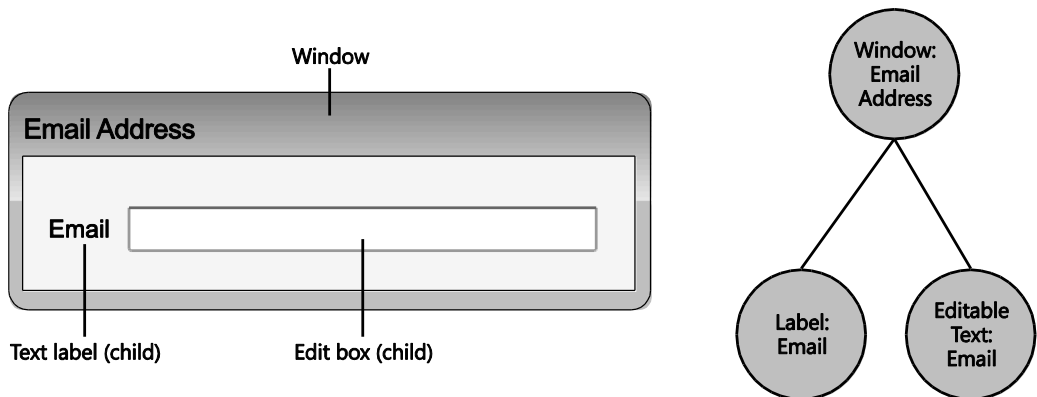 Window
Email Address
Email
Text label (child)
Edit box (child)
Window:
Email
Address
Label:
Email
Editable
Text:
Email